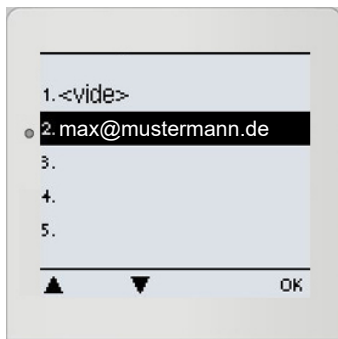 1. <vide>
2. max@mustermann.de
3.
4.
5.
▲ ▼ OK